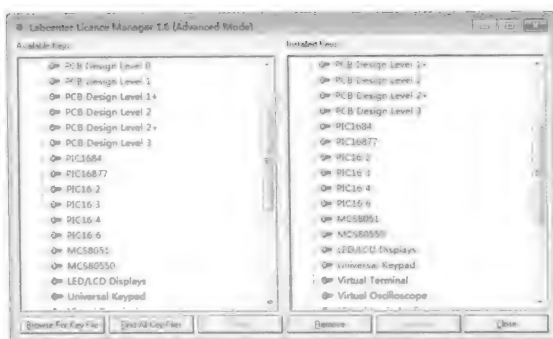 Labcenter Licence Manager 1.6 (Advanced Mode)
Available Keys:
PCB Design Level 0
PCB Design Level 1
PCB Design Level 1+
PCB Design Level 2
PCB Design Level 2+
PCB Design Level 3
PIC1684
PIC16877
PIC16 2
PIC16 3
PIC16 4
PIC16 6
MCS8051
MCS80550
LED/LCD Displays
Universal Keypad
Installed Keys:
PCB Design Level 1+
PCB Design Level 2
PCB Design Level 2+
PCB Design Level 3
PIC1684
PIC16877
PIC16 2
PIC16 3
PIC16 4
PIC16 6
MCS8051
MCS80550
LED/LCD Displays
Universal Keypad
Virtual Terminal
Virtual Oscilloscope
Browse For Key File
Find All Key Files
Remove
Close